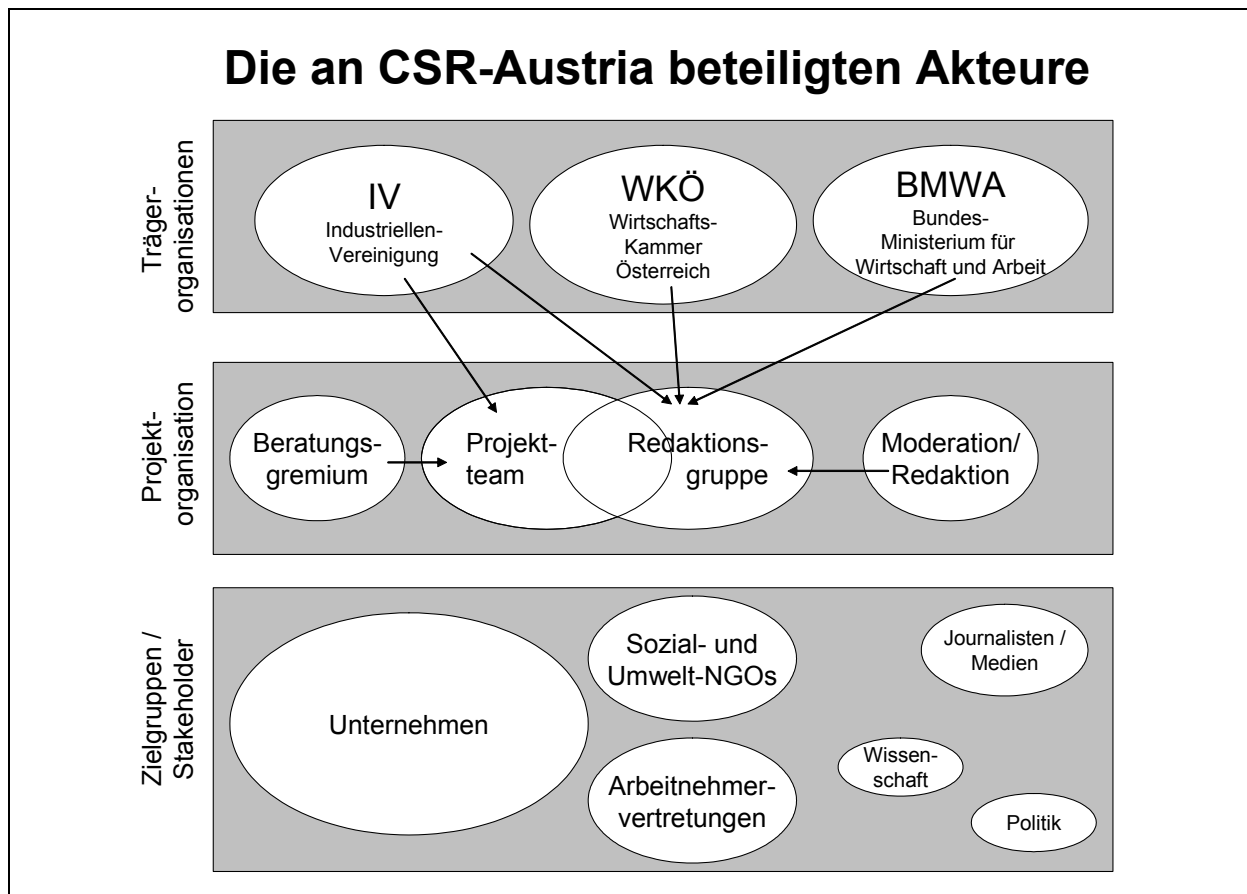 Die an CSR-Austria beteiligten Akteure
Träger-
organisationen
IV
Industriellen-
Vereinigung
WKÖ
Wirtschafts-
Kammer
Österreich
BMWA
Bundes-
Ministerium für
Wirtschaft und Arbeit
Projekt-
organisation
Beratungs-
gremium
Projekt-
team
Redaktions-
gruppe
Moderation/
Redaktion
Zielgruppen /
Stakeholder
Unternehmen
Sozial- und
Umwelt-NGOs
Arbeitnehmer-
vertretungen
Journalisten /
Medien
Wissen-
schaft
Politik